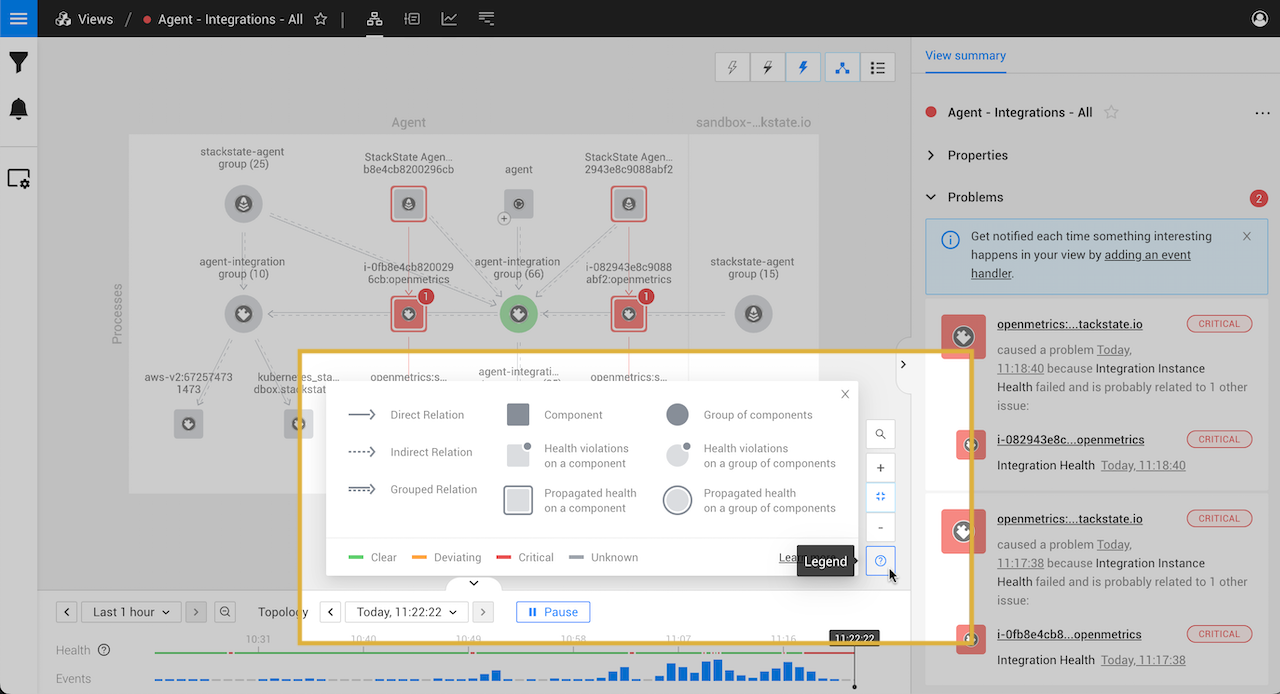 Views / Agent - Integrations - All
Agent
sandbox-...kstate.io
Processes
stackstate-agent
group (25)
StackState Agen...
b8e4cb8200296cb
agent
StackState Agen...
2943e8c9088abf2
agent-integration
group (10)
i-0fb8e4cb820029
6cb:openmetrics
1
agent-integration
group (66)
i-082943e8c9088
abf2:openmetrics
1
stackstate-agent
group (15)
aws-v2:67257473
1473
kubernetes_sta...
dbox.stackstat
openmetrics:s...
agent-integrati...
openmetrics:s...
Direct Relation
Indirect Relation
Grouped Relation
Component
Health violations
on a component
Propagated health
on a component
Group of components
Health violations
on a group of components
Propagated health
on a group of components
Clear
Deviating
Critical
Unknown
Legend
Last 1 hour
Topology
Today, 11:22:22
Pause
10:31
10:40
10:49
10:58
11:07
11:16
11:22:22
Health
Events
View summary
Agent - Integrations - All
Properties
Problems
2
Get notified each time something interesting
happens in your view by adding an event
handler.
openmetrics:...tackstate.io
CRITICAL
caused a problem Today,
11:18:40 because Integration Instance
Health failed and is probably related to 1 other
issue:
i-082943e8c...openmetrics
CRITICAL
Integration Health Today, 11:18:40
openmetrics:...tackstate.io
CRITICAL
caused a problem Today,
11:17:38 because Integration Instance
Health failed and is probably related to 1 other
issue:
i-0fb8e4cb8...openmetrics
CRITICAL
Integration Health Today, 11:17:38